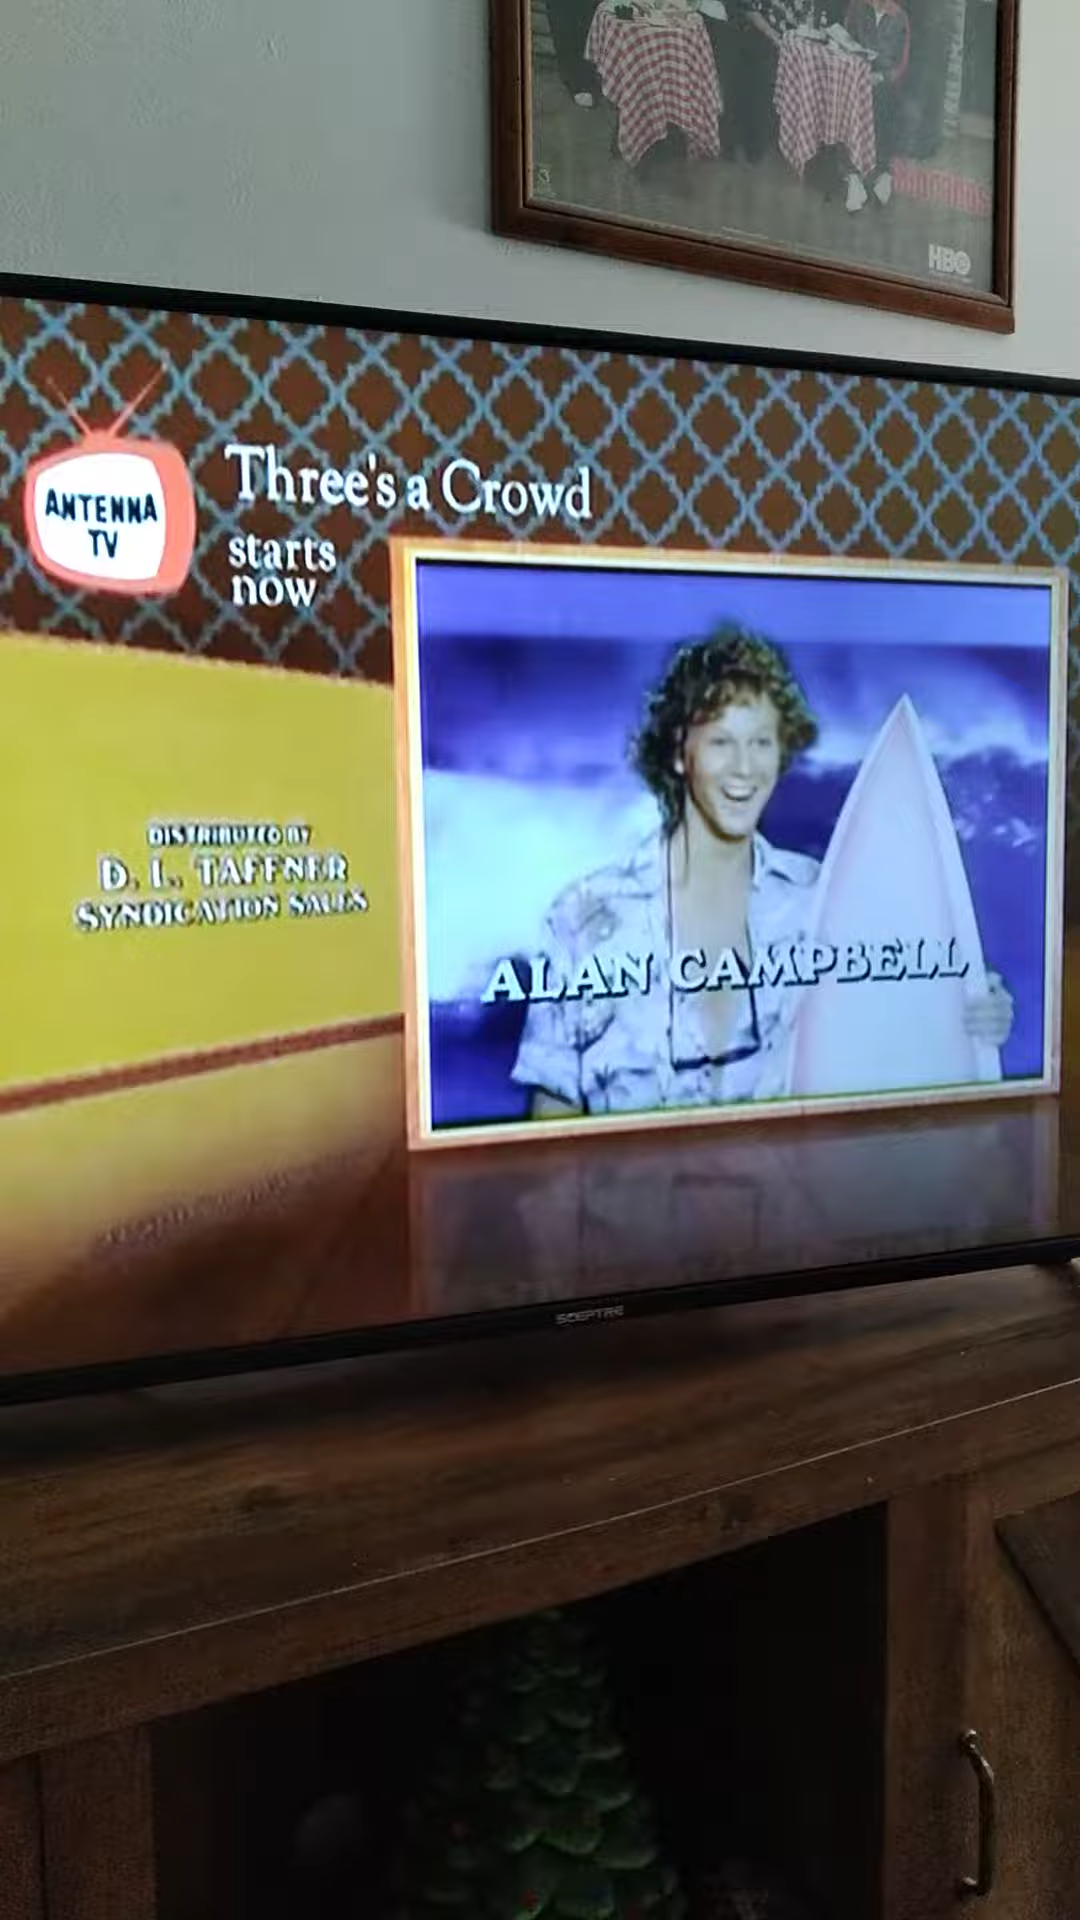 HBO
ANTENNA
TV
Three's a Crowd
starts
now
DISTRIBUTED BY
D. L. TAFFNER
SYNDICATION SALES
ALAN CAMPBELL
SCEPTRE